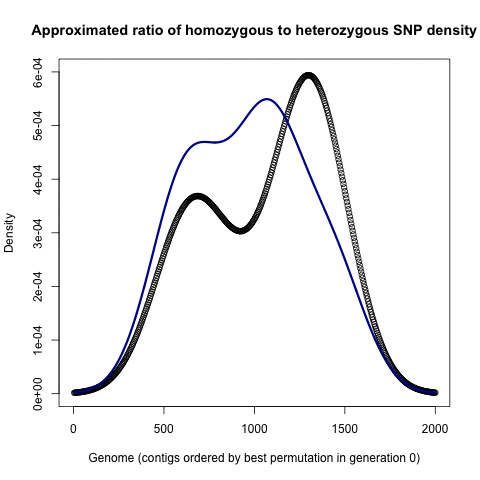 Approximated ratio of homozygous to heterozygous SNP density
6e-04
5e-04
4e-04
3e-04
2e-04
1e-04
0e+00
Density
0 500 1000 1500 2000
Genome (contigs ordered by best permutation in generation 0)